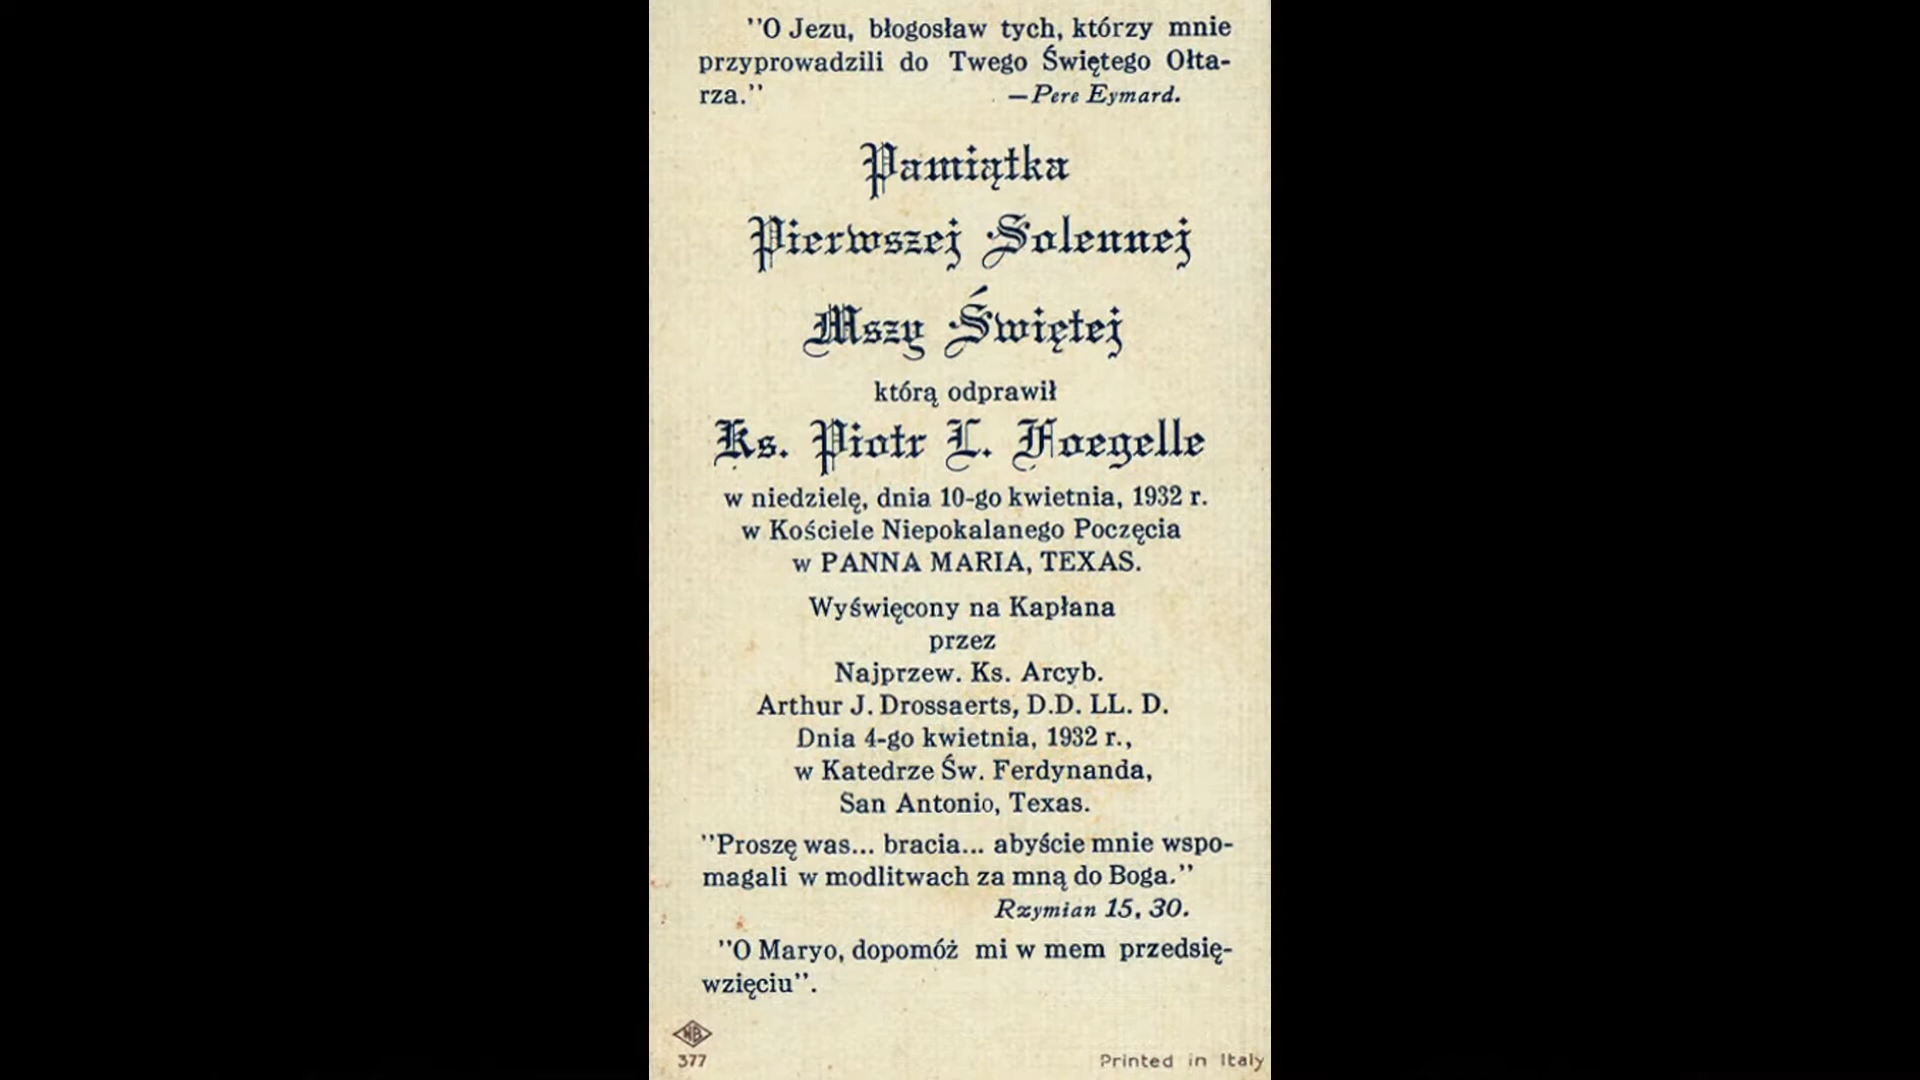 "O Jezu, błogosław tych, którzy mnie
przyprowadzili do Twego Świętego Ołta-
rza."
—Pere Eymard.
Pamiątka
Pierwszej Solennej
Mszy Świętej
którą odprawił
Ks. Piotr L. Foegelle
w niedzielę, dnia 10-go kwietnia, 1932 r.
w Kościele Niepokalanego Poczęcia
w PANNA MARIA, TEXAS.
Wyświęcony na Kapłana
przez
Najprzew. Ks. Arcyb.
Arthur J. Drossaerts, D.D. LL. D.
Dnia 4-go kwietnia, 1932 r.,
w Katedrze Św. Ferdynanda,
San Antonio, Texas.
"Proszę was... bracia... abyście mnie wspo-
magali w modlitwach za mną do Boga."
Rzymian 15, 30.
"O Maryo, dopomóż mi w mem przedsię-
wzięciu".
NB
377
Printed in Italy